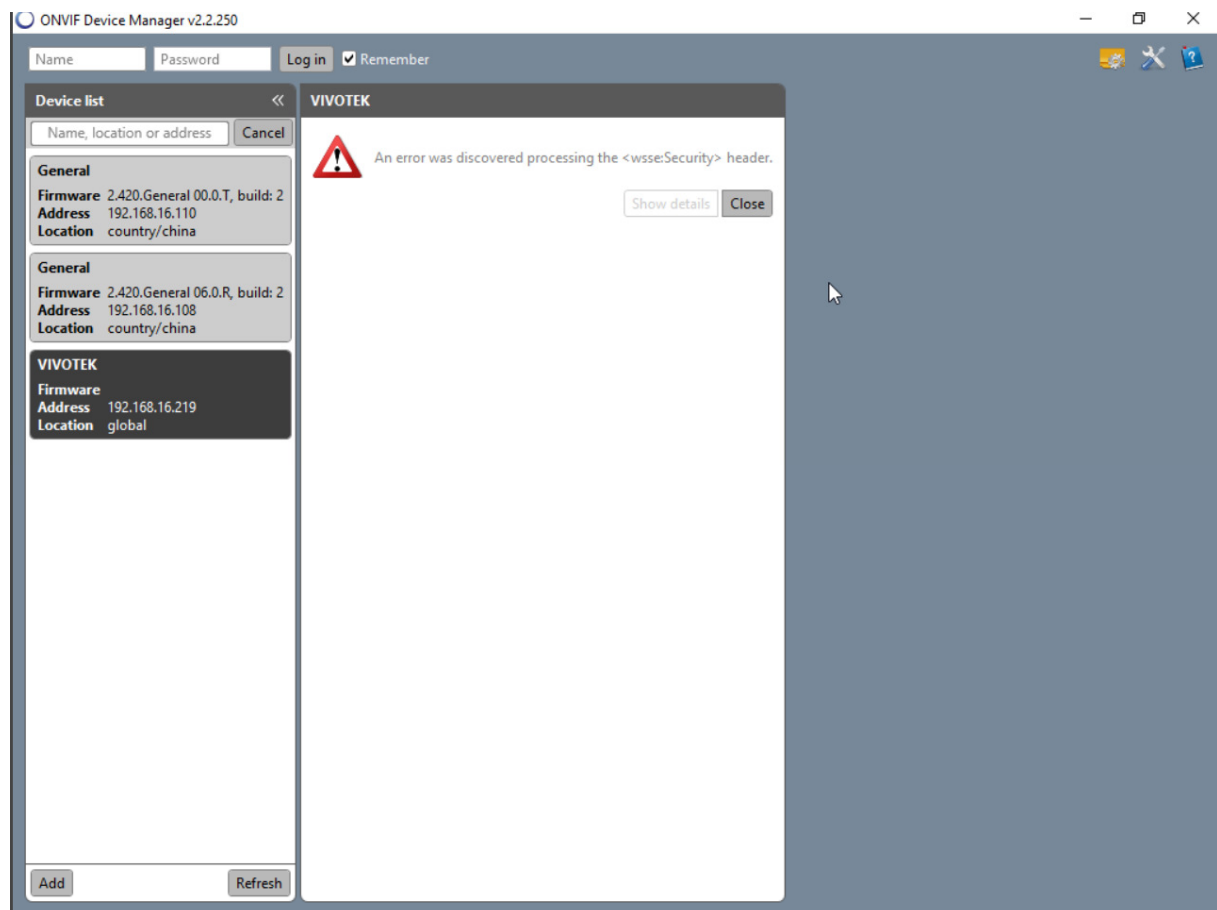 ONVIF Device Manager v2.2.250
Name Password Log in Remember
Device list
Name, location or address Cancel
General
Firmware 2.420.General 00.0.T, build: 2
Address 192.168.16.110
Location country/china
General
Firmware 2.420.General 06.0.R, build: 2
Address 192.168.16.108
Location country/china
VIVOTEK
Firmware
Address 192.168.16.219
Location global
Add Refresh
VIVOTEK
An error was discovered processing the <wsse:Security> header.
Show details Close